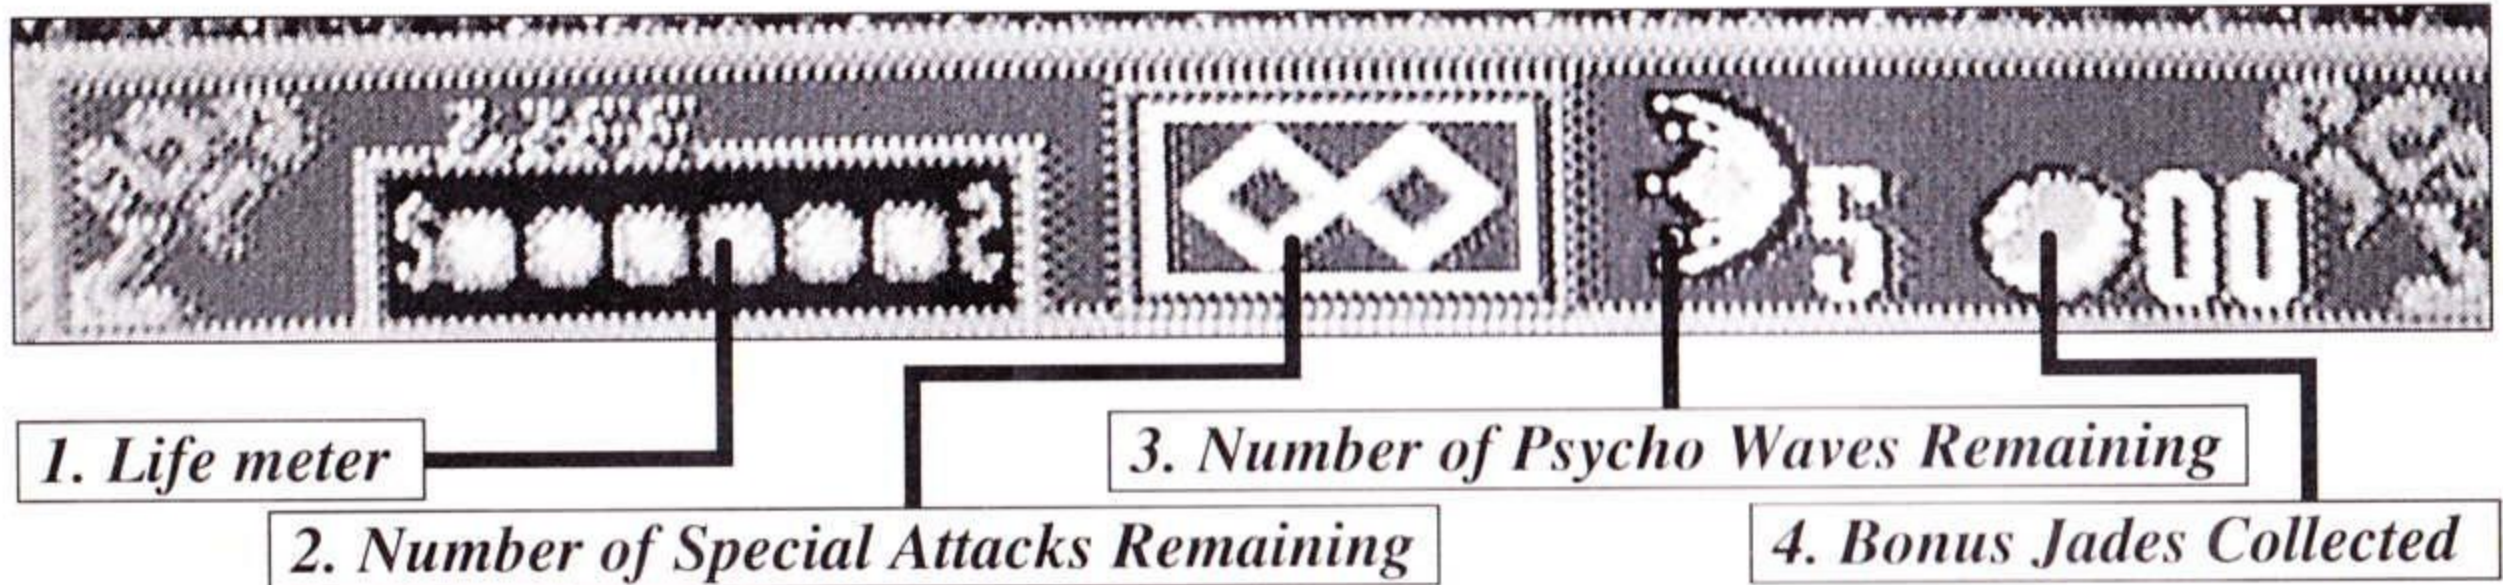 LIFE
5 00
1. Life meter
3. Number of Psycho Waves Remaining
2. Number of Special Attacks Remaining
4. Bonus Jades Collected